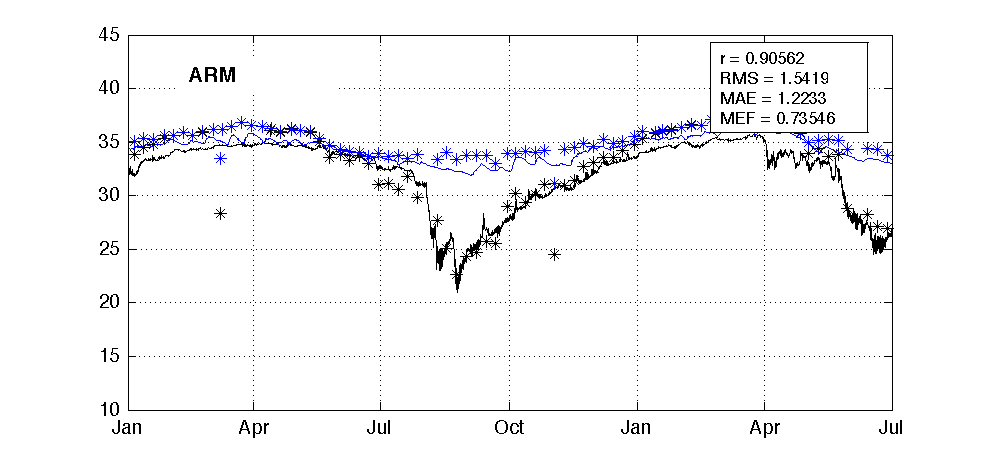 45
40
35
30
25
20
15
10
ARM
r = 0.90562
RMS = 1.5419
MAE = 1.2233
MEF = 0.73546
Jan Apr Jul Oct Jan Apr Jul